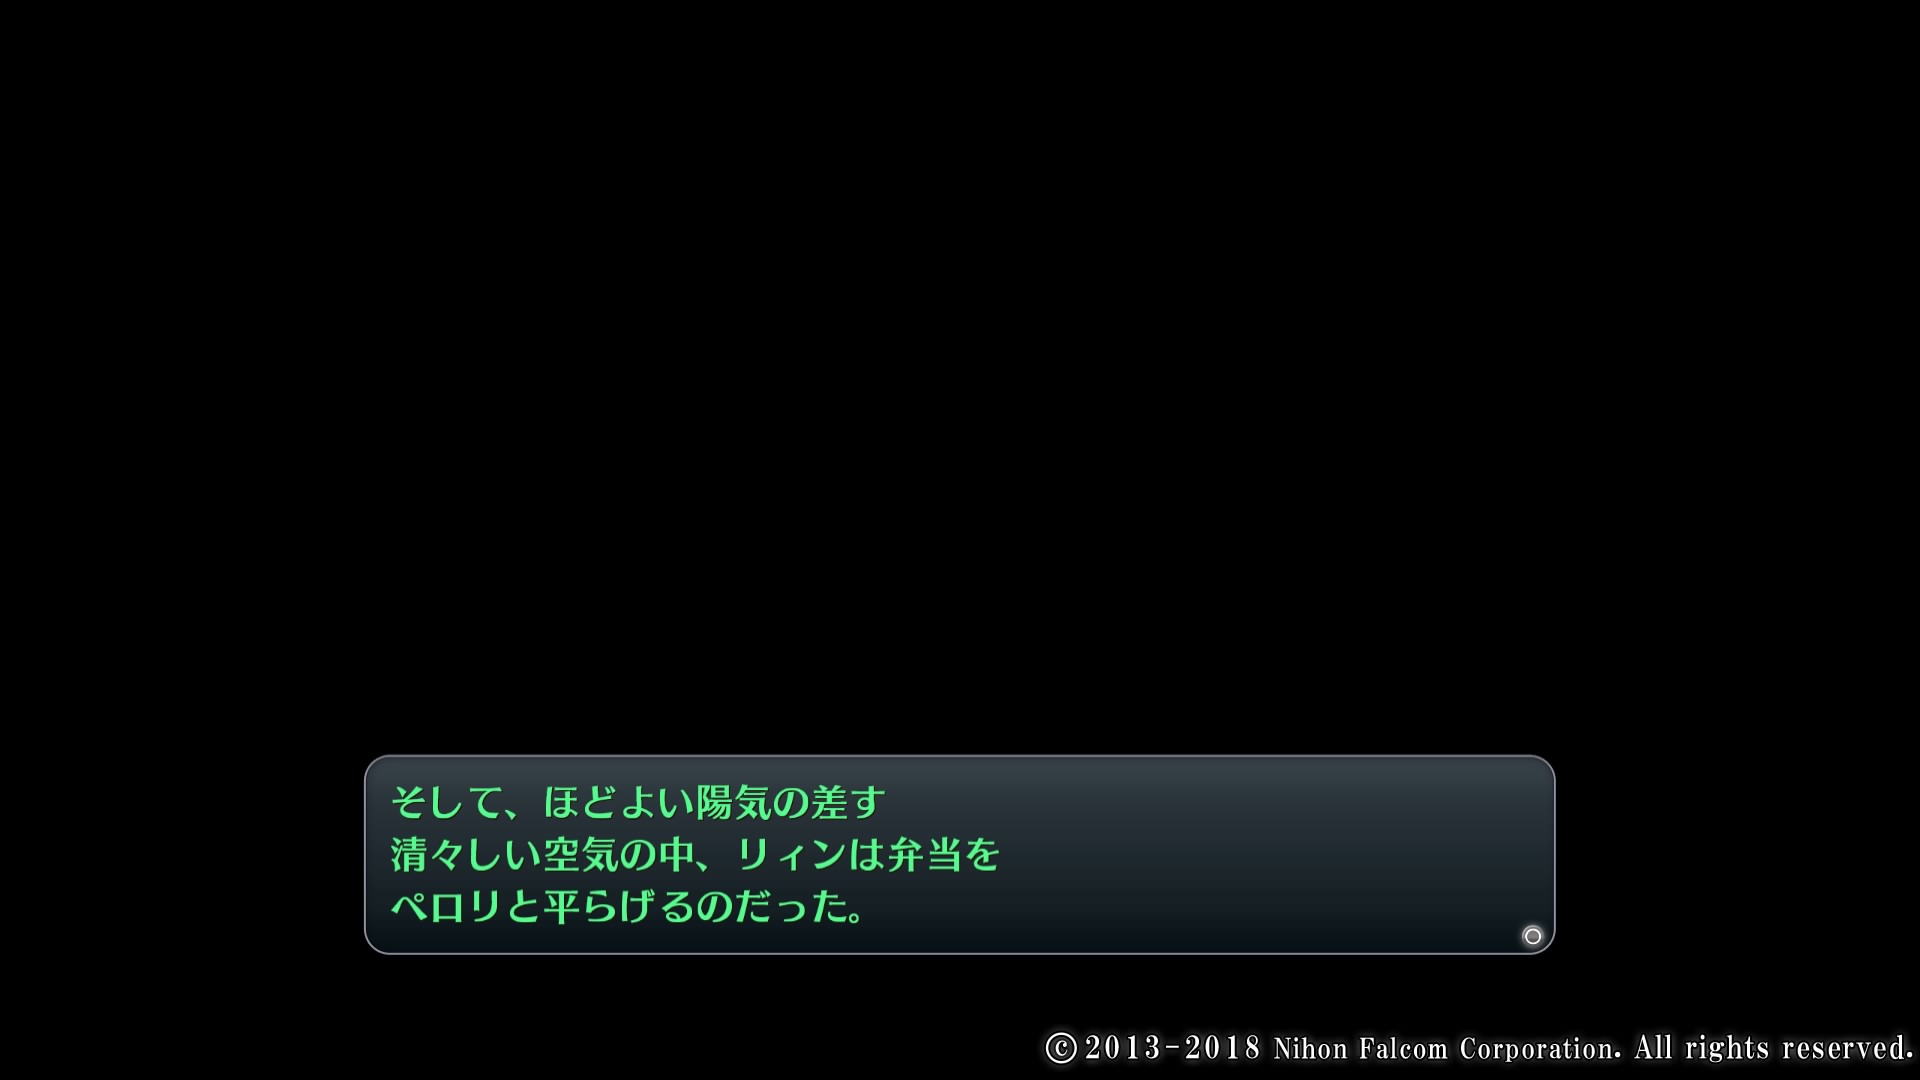 そして、ほどよい陽気の差す
清々しい空気の中、リィンは弁当を
ペロリと平らげるのだった。
©2013-2018 Nihon Falcom Corporation. All rights reserved.